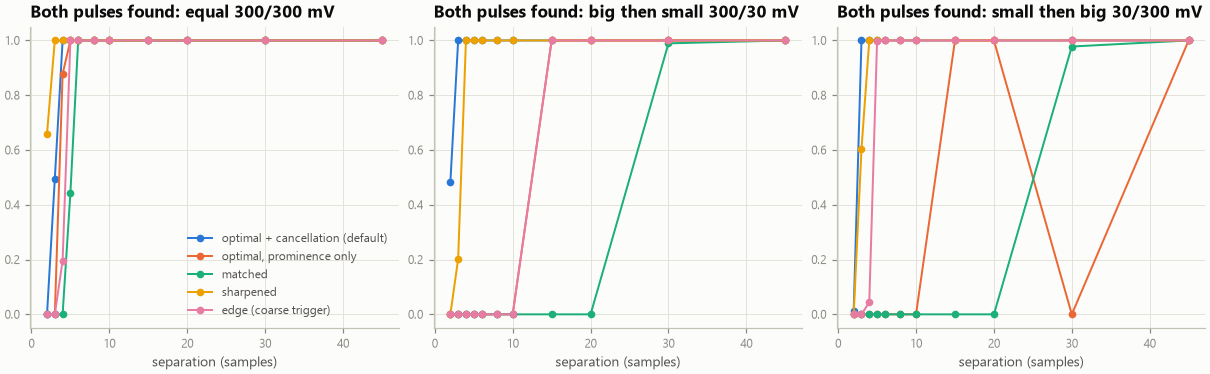 Both pulses found: equal 300/300 mV
1.0
0.8
0.6
0.4
0.2
0.0
optimal + cancellation (default)
optimal, prominence only
matched
sharpened
edge (coarse trigger)
0 10 20 30 40
separation (samples)
Both pulses found: big then small 300/30 mV
1.0
0.8
0.6
0.4
0.2
0.0
0 10 20 30 40
separation (samples)
Both pulses found: small then big 30/300 mV
1.0
0.8
0.6
0.4
0.2
0.0
0 10 20 30 40
separation (samples)